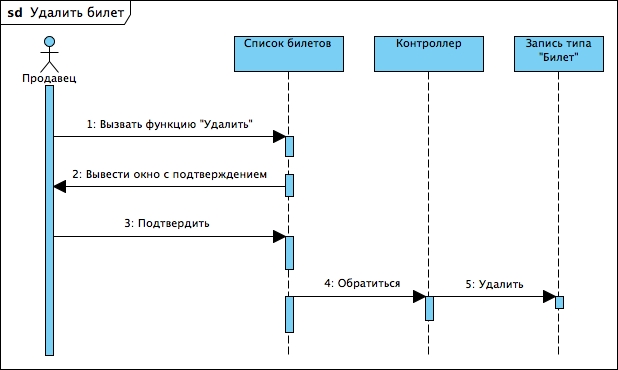 sd Удалить билет
Продавец
Список билетов
Контроллер
Запись типа
"Билет"
1: Вызвать функцию "Удалить"
2: Вывести окно с подтверждением
3: Подтвердить
4: Обратиться
5: Удалить